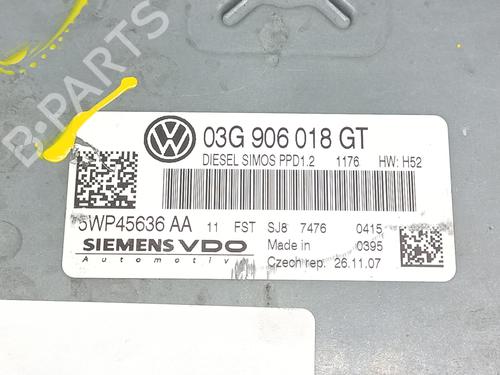 B-PARTS
03G 906 018 GT
DIESEL SIMOS PPD1.2 1176 HW: H52
5WP45636 AA 11 FST SJ8 7476 0415
SIEMENS VDO Made in 0395
Automotive Czech rep. 26.11.07